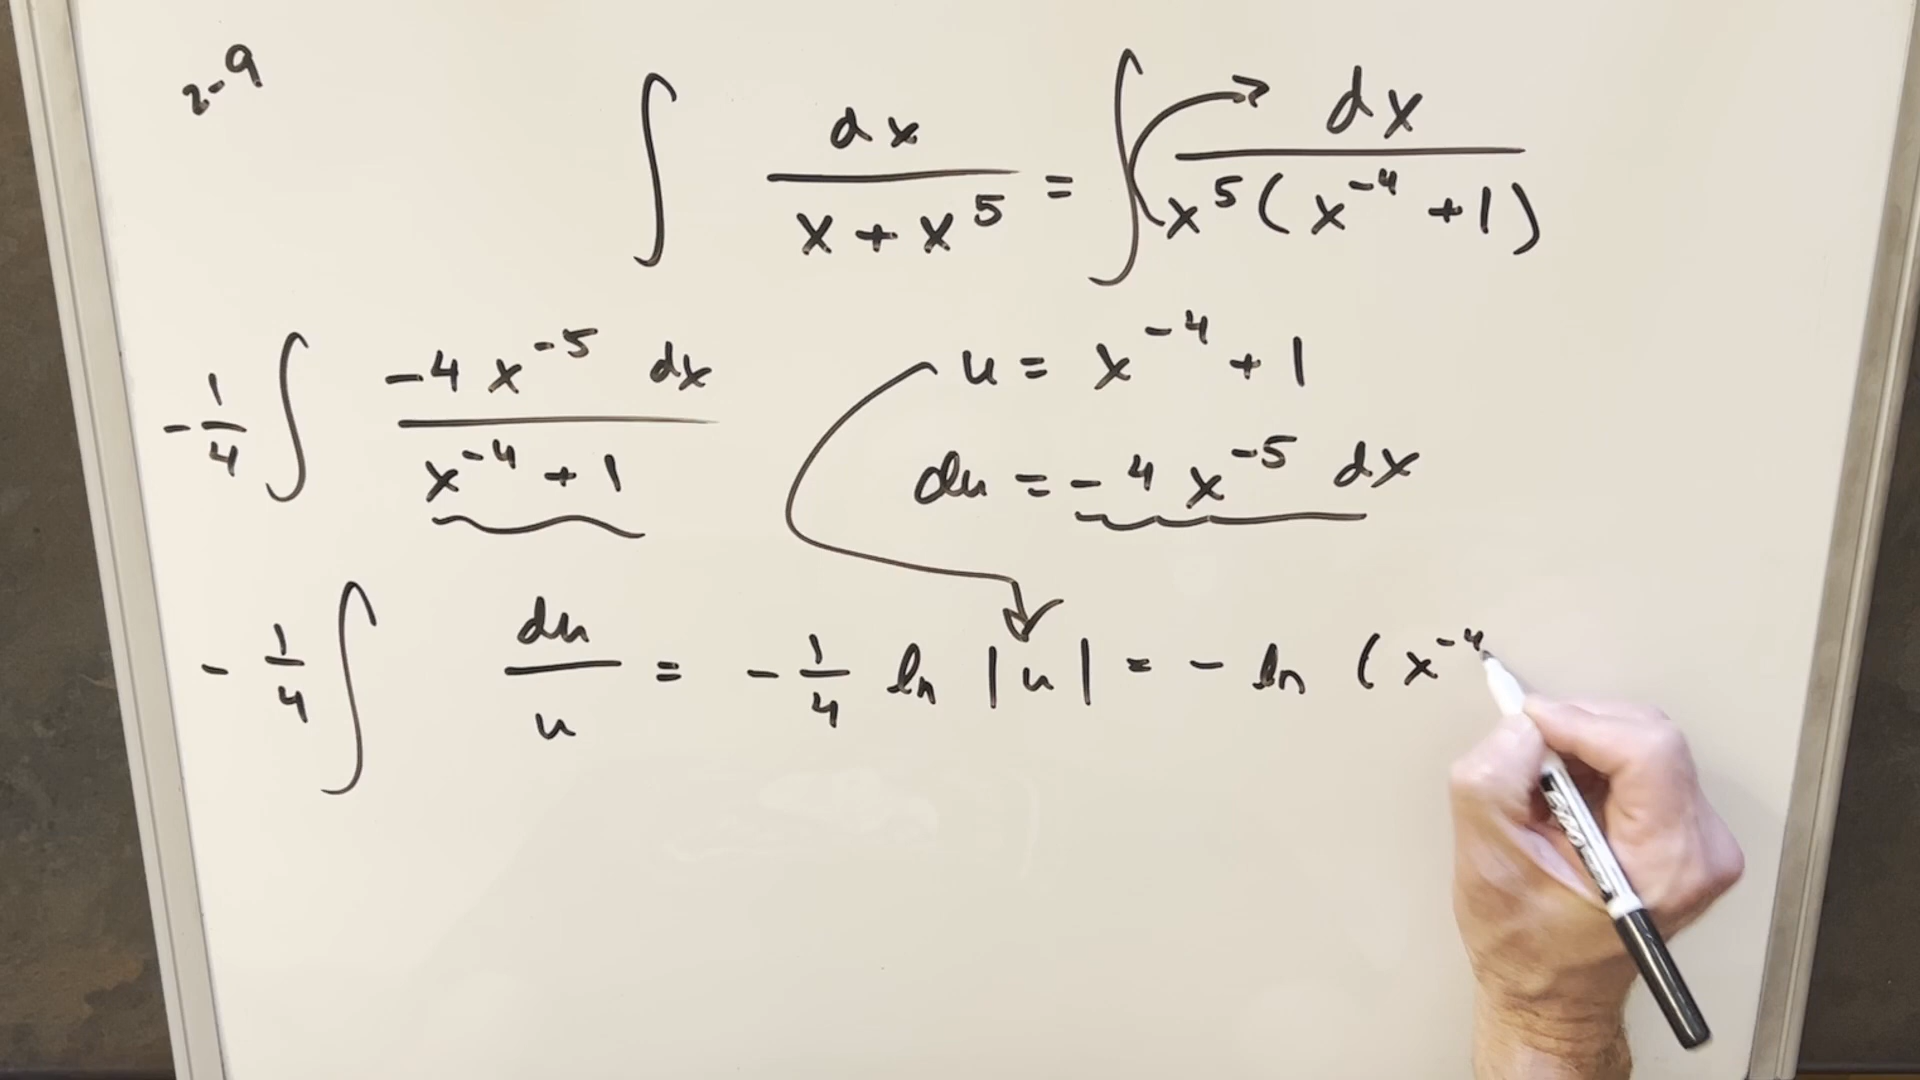 2-9
∫ dx / (x + x^5) = ∫ dx / (x^5 (x^-4 + 1))
-1/4 ∫ (-4 x^-5 dx) / (x^-4 + 1)
u = x^-4 + 1
du = -4 x^-5 dx
-1/4 ∫ du/u = -1/4 ln |u| = - ln (x^-4
EXPO